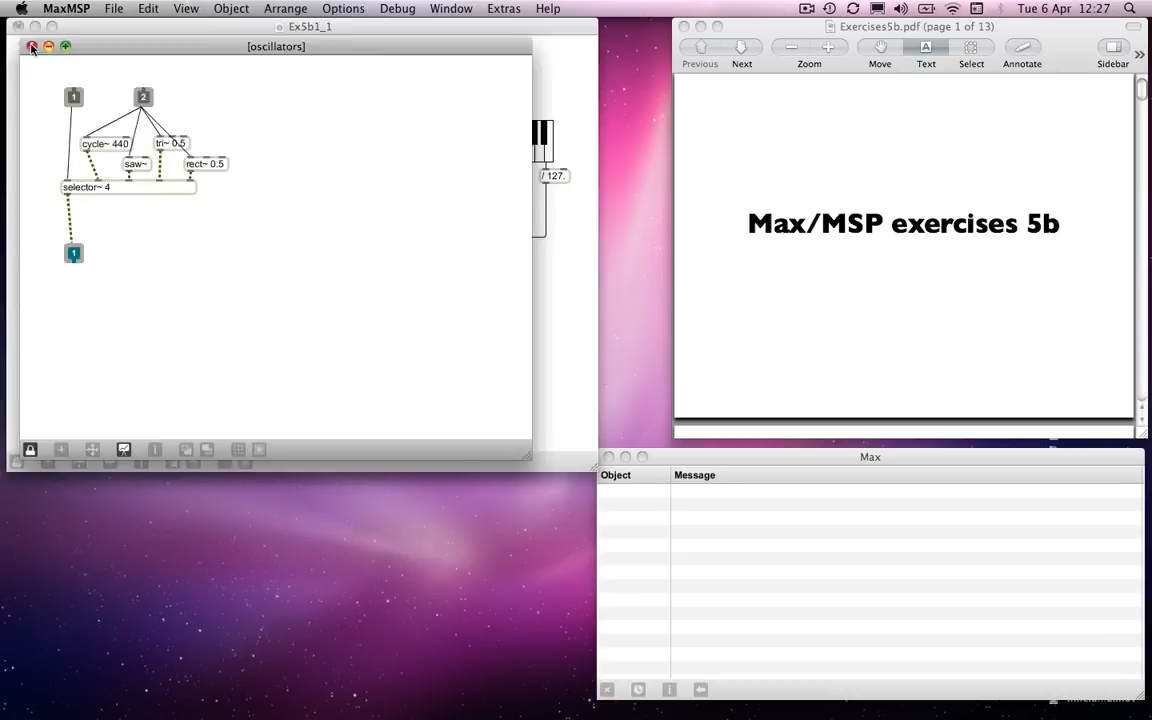 MaxMSP File Edit View Object Arrange Options Debug Window Extras Help Tue 6 Apr 12:27
Ex5b1_1
[oscillators]
1 2
cycle~ 440 tri~ 0.5
saw~ rect~ 0.5
selector~ 4
1
/ 127.
Exercises5b.pdf (page 1 of 13)
Previous Next Zoom Move Text Select Annotate Sidebar
Max/MSP exercises 5b
Max
Object Message